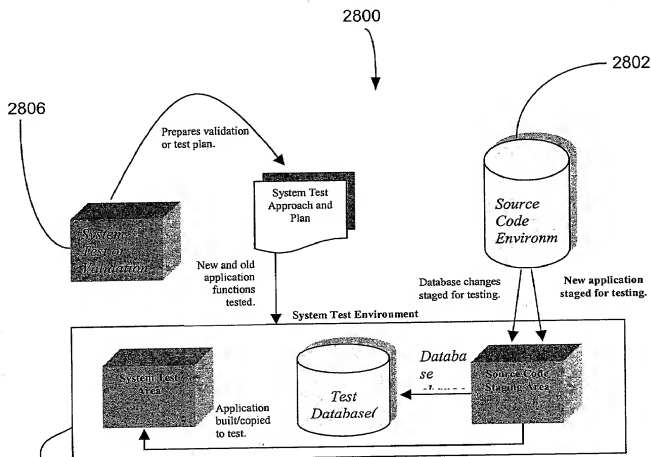 2800
2802
2806
Prepares validation
or test plan.
System Test
Approach and
Plan
Source
Code
Environm
System
Test or
Validation
New and old
application
functions
tested.
Database changes
staged for testing.
New application
staged for testing.
System Test Environment
System Test
Area
Databa
se
Source Code
Staging Area
Test
Database(
Application
built/copied
to test.